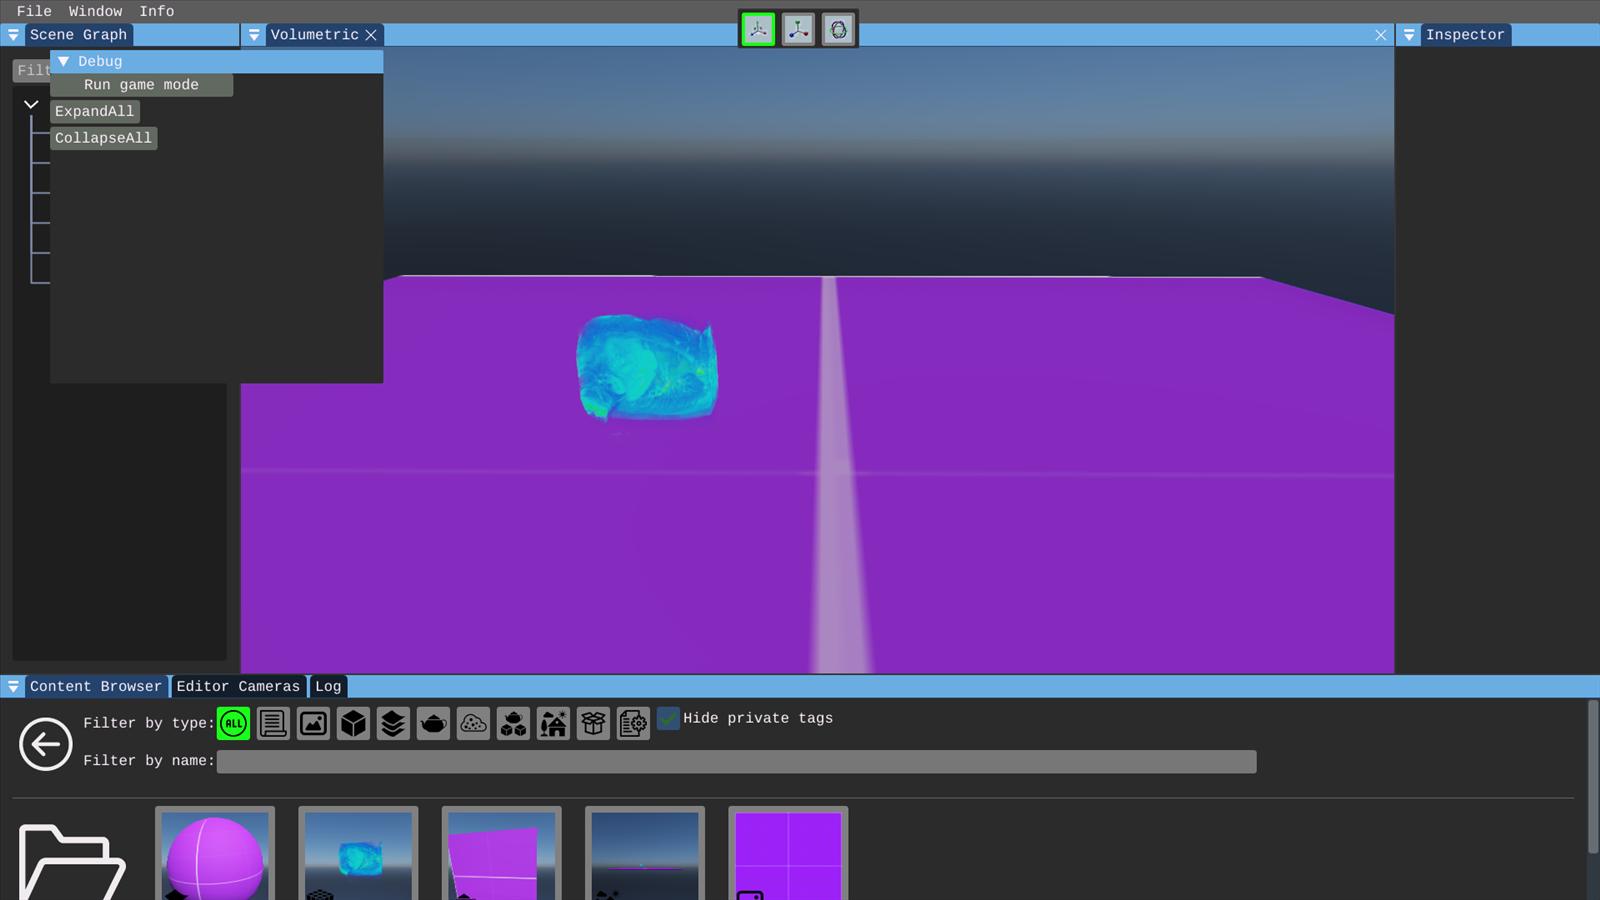 File Window Info
Scene Graph
Volumetric
Inspector
Filt
Debug
Run game mode
ExpandAll
CollapseAll
Content Browser
Editor Cameras
Log
Filter by type:
ALL
Hide private tags
Filter by name: